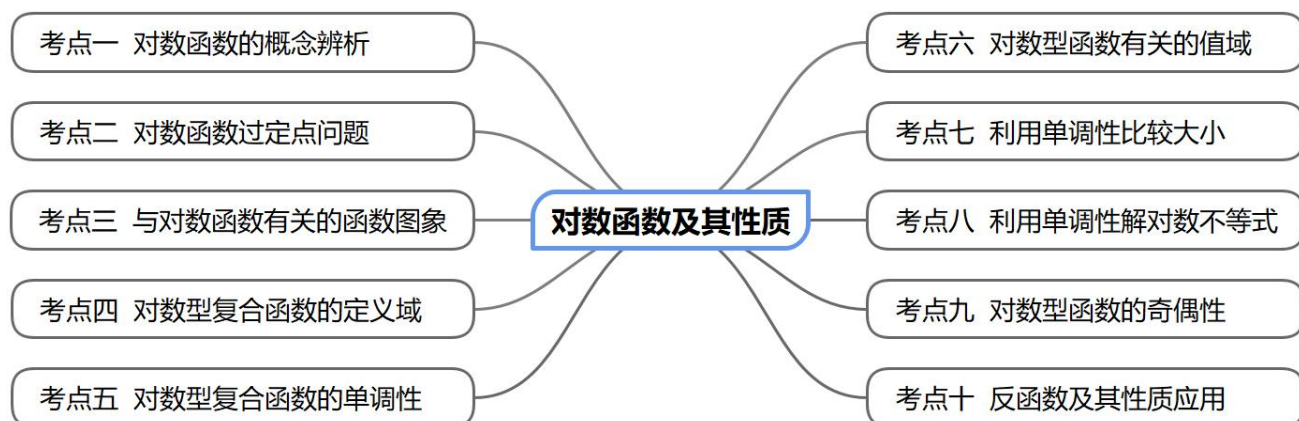 考点一 对数函数的概念辨析
考点二 对数函数过定点问题
考点三 与对数函数有关的函数图象
考点四 对数型复合函数的定义域
考点五 对数型复合函数的单调性
对数函数及其性质
考点六 对数型函数有关的值域
考点七 利用单调性比较大小
考点八 利用单调性解对数不等式
考点九 对数型函数的奇偶性
考点十 反函数及其性质应用